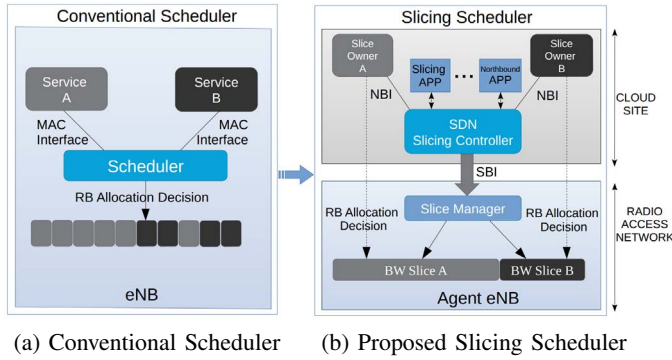 Conventional Scheduler
Service
A
Service
B
MAC
Interface
MAC
Interface
Scheduler
RB Allocation Decision
eNB
(a) Conventional Scheduler
Slicing Scheduler
Slice
Owner
A
Slicing
APP
...
Northbound
APP
Slice
Owner
B
NBI
NBI
SDN
Slicing Controller
CLOUD
SITE
SBI
RB Allocation
Decision
Slice Manager
RB Allocation
Decision
RADIO
ACCESS
NETWORK
BW Slice A
BW Slice B
Agent eNB
(b) Proposed Slicing Scheduler